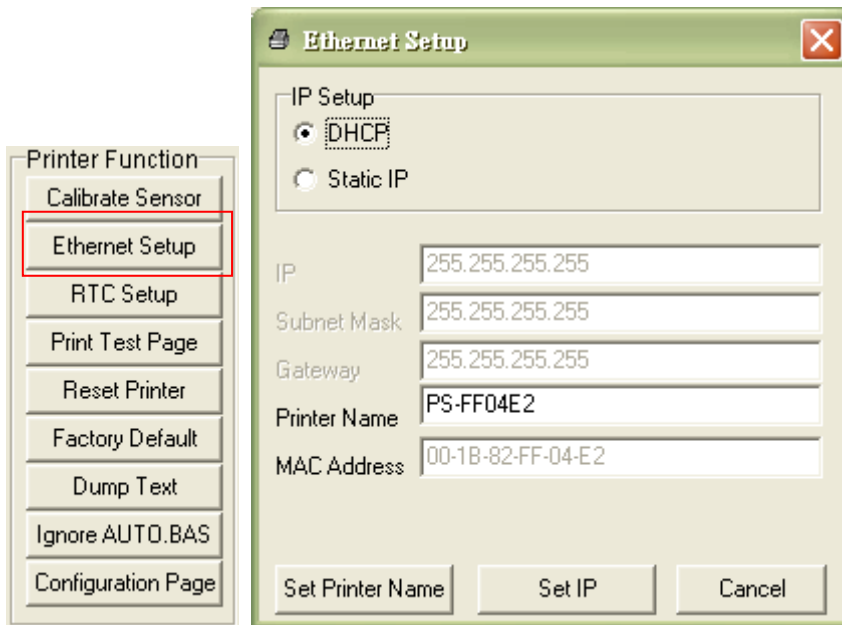 Printer Function
Calibrate Sensor
Ethernet Setup
RTC Setup
Print Test Page
Reset Printer
Factory Default
Dump Text
Ignore AUTO.BAS
Configuration Page
Ethernet Setup
IP Setup
DHCP
Static IP
IP 255.255.255.255
Subnet Mask 255.255.255.255
Gateway 255.255.255.255
Printer Name PS-FF04E2
MAC Address 00-1B-82-FF-04-E2
Set Printer Name Set IP Cancel